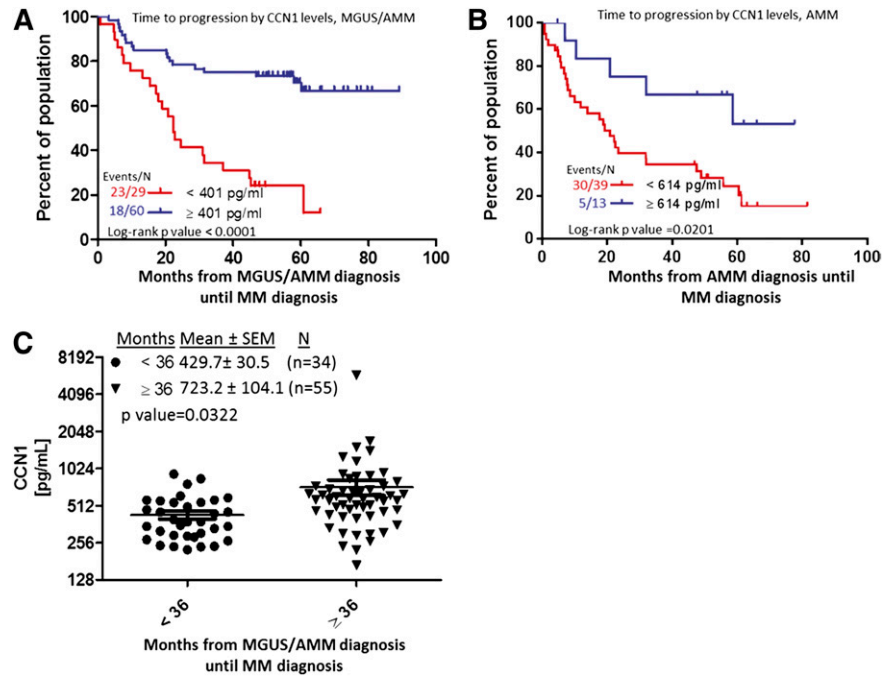 A
Time to progression by CCN1 levels, MGUS/AMM
Percent of population
100
80
60
40
20
0
Events/N
23/29 < 401 pg/ml
18/60 ≥ 401 pg/ml
Log-rank p value < 0.0001
0 20 40 60 80 100
Months from MGUS/AMM diagnosis
until MM diagnosis
B
Time to progression by CCN1 levels, AMM
Percent of population
100
80
60
40
20
0
Events/N
30/39 < 614 pg/ml
5/13 ≥ 614 pg/ml
Log-rank p value =0.0201
0 20 40 60 80 100
Months from AMM diagnosis until
MM diagnosis
C
Months Mean ± SEM N
< 36 429.7± 30.5 (n=34)
≥ 36 723.2 ± 104.1 (n=55)
p value=0.0322
CCN1
[pg/mL]
8192
4096
2048
1024
512
256
128
< 36
≥ 36
Months from MGUS/AMM diagnosis
until MM diagnosis